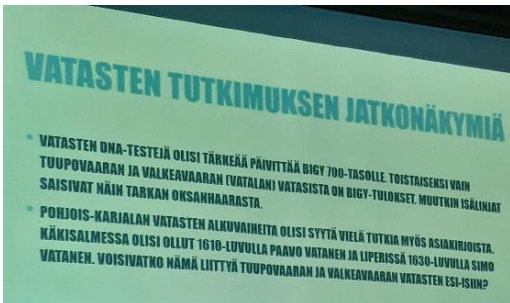 VATASTEN TUTKIMUKSEN JATKONÄKYMIÄ
• VATASTEN DNA-TESTEJÄ OLISI TÄRKEÄÄ PÄIVITTÄÄ BIGY 700-TASOLLE. TOISTAISEKSI VAIN
TUUPOVAARAN JA VALKEAVAARAN (VATALAN) VATASISTA ON BIGY-TULOKSET. MUUTKIN ISÄLINJAT
SAISIVAT NÄIN TARKAN OKSANHAARASTA.
• POHJOIS-KARJALAN VATASTEN ALKUVAIHEITA OLISI SYYTÄ VIELÄ TUTKIA MYÖS ASIAKIRJOISTA.
KÄKISALMESSA OLISI OLLUT 1610-LUVULLA PAAVO VATANEN JA LIPERISSÄ 1630-LUVULLA SIMO
VATANEN. VOISIVATKO NÄMÄ LIITTYÄ TUUPOVAARAN JA VALKEAVAARAN VATASTEN ESI-ISIIN?